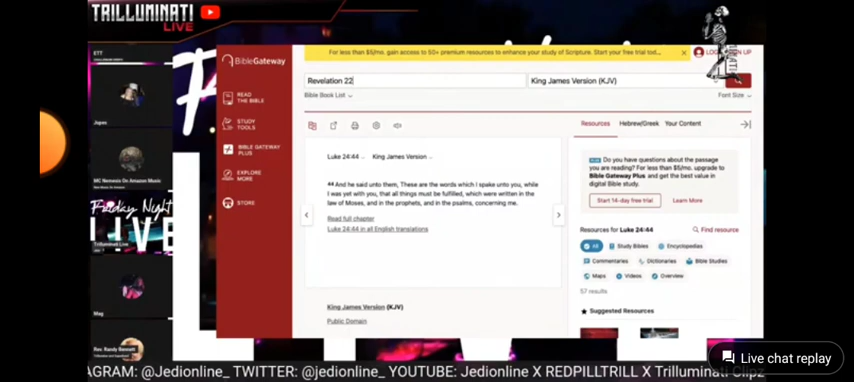 TRILLUMINATI
LIVE
For less than $5/mo. gain access to 50+ premium resources to enhance your study of Scripture. Start your free trial tod...
BibleGateway
Revelation 22
King James Version (KJV)
Bible Book List
Font Size
READ
THE BIBLE
STUDY
TOOLS
BIBLE GATEWAY
PLUS
EXPLORE
MORE
STORE
Luke 24:44
King James Version
44 And he said unto them, These are the words which I spake unto you, while
I was yet with you, that all things must be fulfilled, which were written in the
law of Moses, and in the prophets, and in the psalms, concerning me.
Read full chapter
Luke 24:44 in all English translations
King James Version (KJV)
Public Domain
Resources
Hebrew/Greek
Your Content
Do you have questions about the passage
you are reading? For less than $5/mo. upgrade to
Bible Gateway Plus and get the best value in
digital Bible study.
Start 14-day free trial
Learn More
Resources for Luke 24:44
Find resource
All
Study Bibles
Encyclopedias
Commentaries
Dictionaries
Bible Studies
Maps
Videos
Overview
57 results
Suggested Resources
ETT
Jopes
MC Nemesis On Amazon Music
Friday Night
LIVE
Trilluminati Live
Mag
Rec Randy Bennett
Live chat replay
AGRAM: @Jedionline_ TWITTER: @jedionline_ YOUTUBE: Jedionline X REDPILLTRILL X Trilluminati Clipz